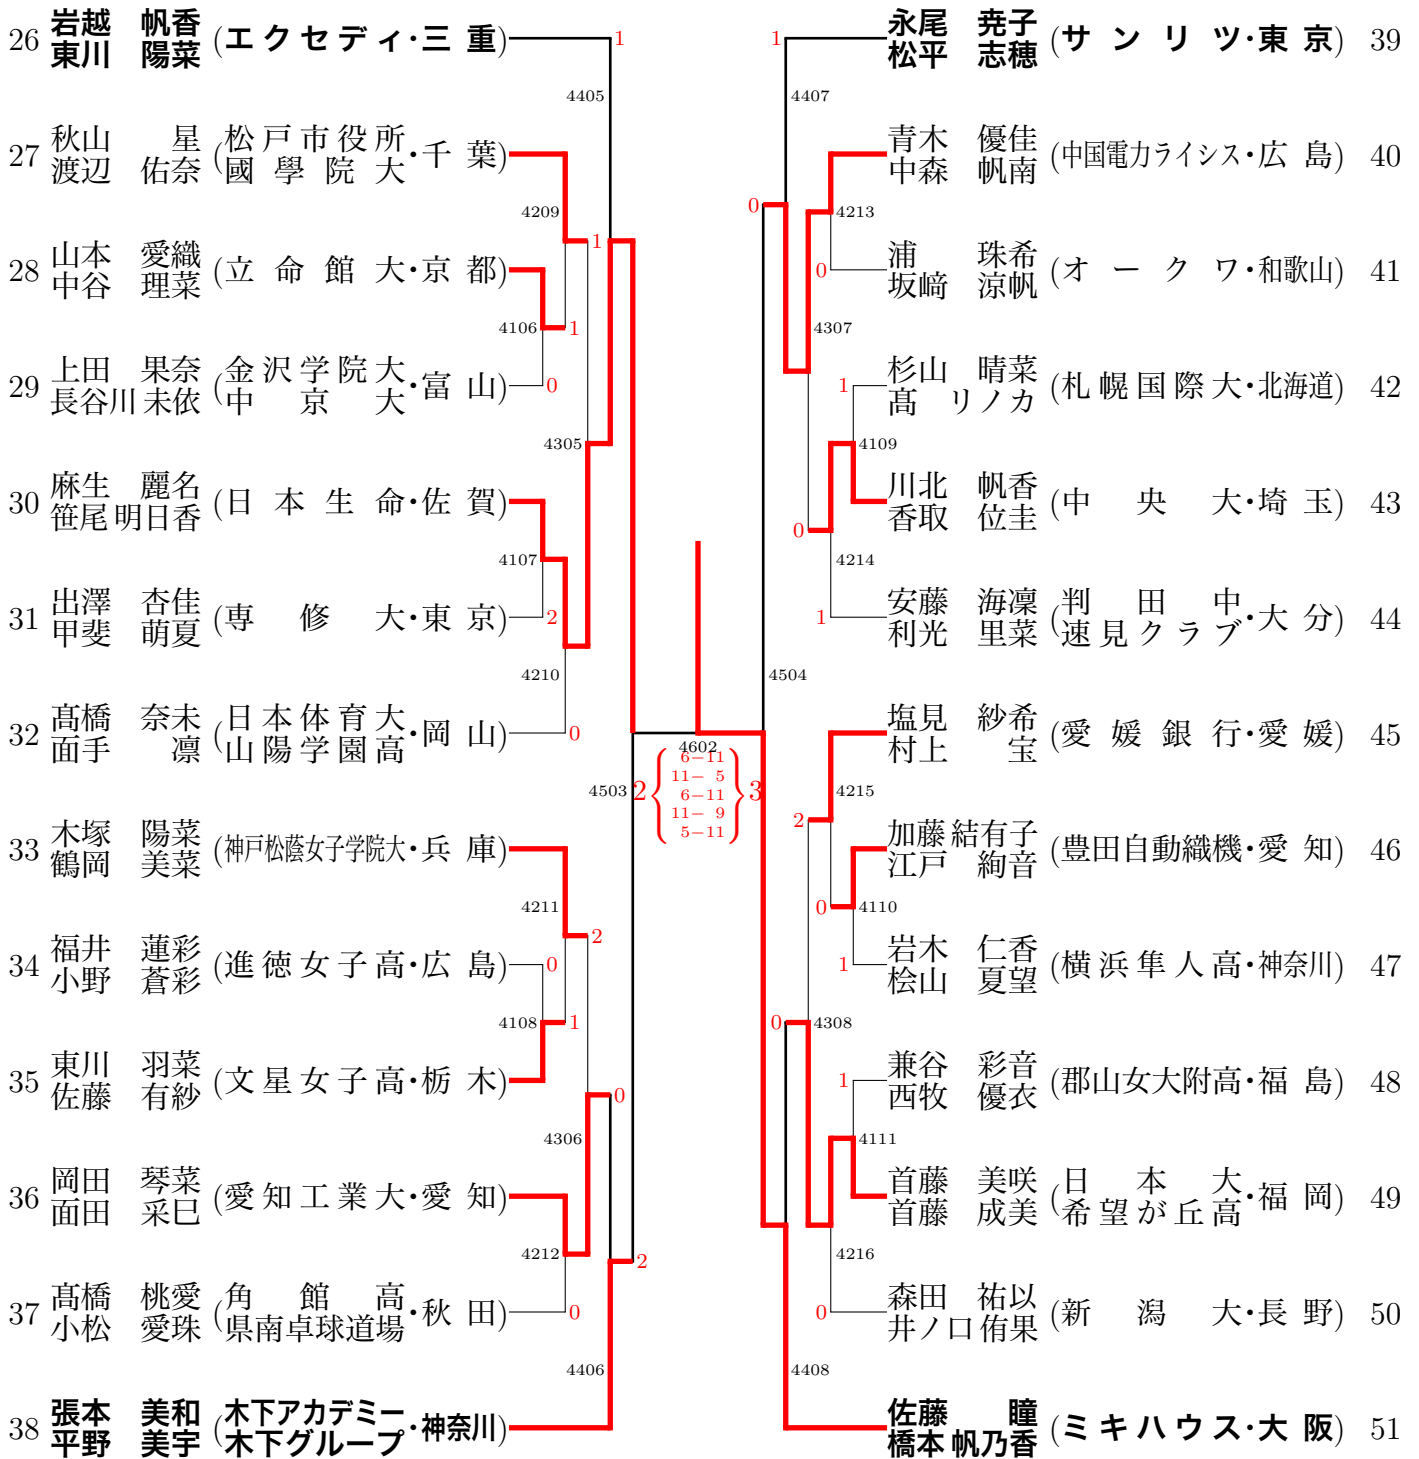 26 岩越 帆香 (エクセディ・三 重)
東川 陽菜
1
4405
27 秋山 星 (松戸市役所・千 葉)
渡辺 佑奈 國學院大
4209
1
28 山本 愛織 (立命館大・京 都)
中谷 理菜
4106
1
29 上田 果奈 (金沢学院大・富 山)
長谷川未依 中京大
0
4305
30 麻生 麗名 (日本生命・佐 賀)
笹尾明日香
4107
31 出澤 杏佳 (専修大・東 京)
甲斐 萌夏
2
4210
32 髙橋 奈未 (日本体育大・岡 山)
面手 凛 山陽学園高
0
4503
33 木塚 陽菜 (神戸松蔭女子学院大・兵 庫)
鶴岡 美菜
4211
2
34 福井 蓮彩 (進徳女子高・広 島)
小野 蒼彩
0
4108
1
35 東川 羽菜 (文星女子高・栃 木)
佐藤 有紗
0
4306
36 岡田 琴菜 (愛知工業大・愛 知)
面田 采巳
4212
2
37 髙橋 桃愛 (角館高・秋 田)
小松 愛珠 県南卓球道場
0
4406
38 張本 美和 (木下アカデミー・神奈川)
平野 美宇 木下グループ
4602
2
6−11
11− 5
6−11
11− 9
5−11
3
永尾 尭子 (サンリツ・東 京) 39
松平 志穂
1
4407
青木 優佳 (中国電力ライシス・広 島) 40
中森 帆南
0
4213
浦 珠希 (オークワ・和歌山) 41
坂﨑 涼帆
0
4307
杉山 晴菜 (札幌国際大・北海道) 42
髙 リノカ
1
4109
川北 帆香 (中央大・埼 玉) 43
香取 位圭
0
4214
安藤 海凜 (判田中・大 分) 44
利光 里菜 速見クラブ
1
4504
塩見 紗希 (愛媛銀行・愛 媛) 45
村上 宝
4215
2
加藤結有子 (豊田自動織機・愛 知) 46
江戸 絢音
0
4110
岩木 仁香 (横浜隼人高・神奈川) 47
桧山 夏望
1
0
4308
兼谷 彩音 (郡山女大附高・福 島) 48
西牧 優衣
1
4111
首藤 美咲 (日本大・福 岡) 49
首藤 成美 希望が丘高
4216
森田 祐以 (新潟大・長 野) 50
井ノ口侑果
0
4408
佐藤 瞳 (ミキハウス・大 阪) 51
橋本帆乃香